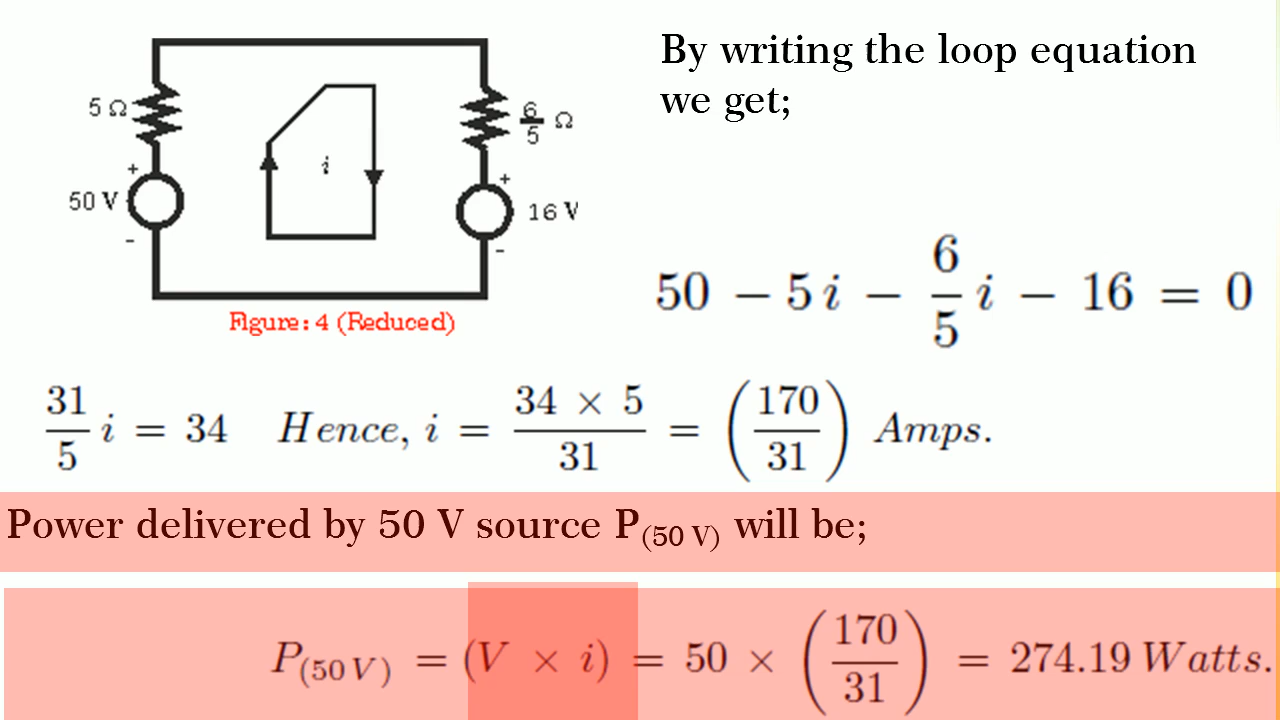 By writing the loop equation
we get;
5 Ω
6/5 Ω
+
+
i
50 V
16 V
-
-
Figure: 4 (Reduced)
50 − 5 i − 6/5 i − 16 = 0
31/5 i = 34 Hence, i = 34 × 5/31 = (170/31) Amps.
Power delivered by 50 V source P(50 V) will be;
P(50 V) = (V × i) = 50 × (170/31) = 274.19 Watts.